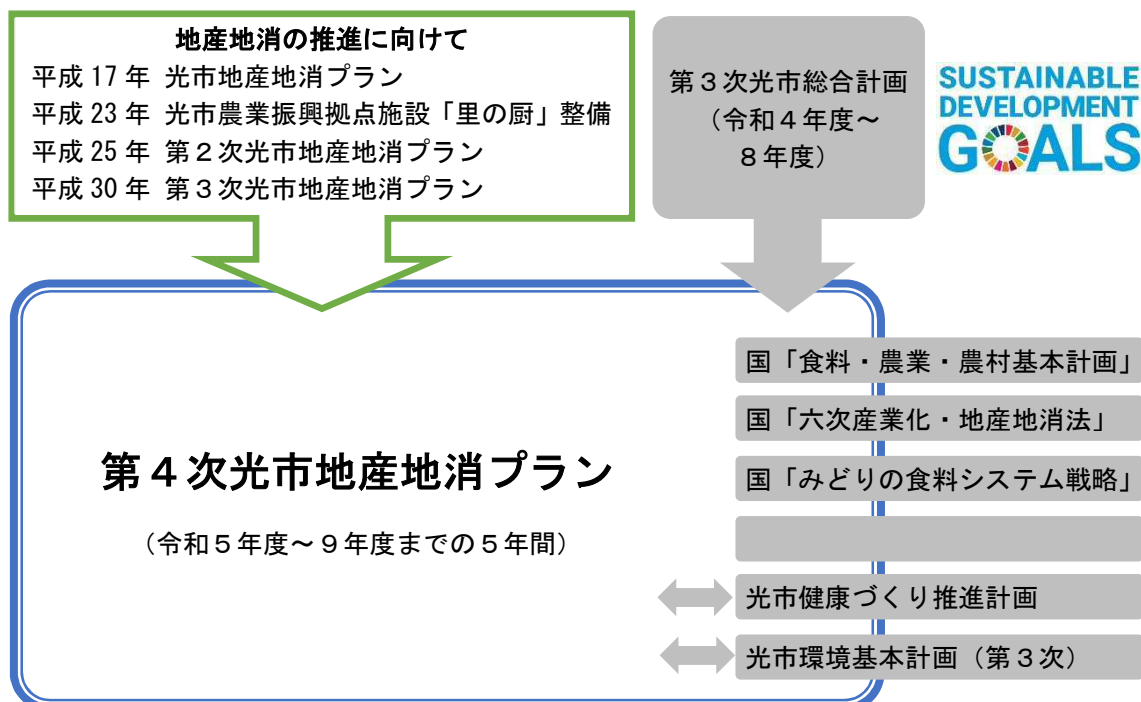 地産地消の推進に向けて
平成 17 年 光市地産地消プラン
平成 23 年 光市農業振興拠点施設「里の厨」整備
平成 25 年 第２次光市地産地消プラン
平成 30 年 第３次光市地産地消プラン
第３次光市総合計画
（令和４年度～
８年度）
SUSTAINABLE
DEVELOPMENT
GOALS
国「食料・農業・農村基本計画」
国「六次産業化・地産地消法」
国「みどりの食料システム戦略」
第４次光市地産地消プラン
（令和５年度～９年度までの５年間）
光市健康づくり推進計画
光市環境基本計画（第３次）